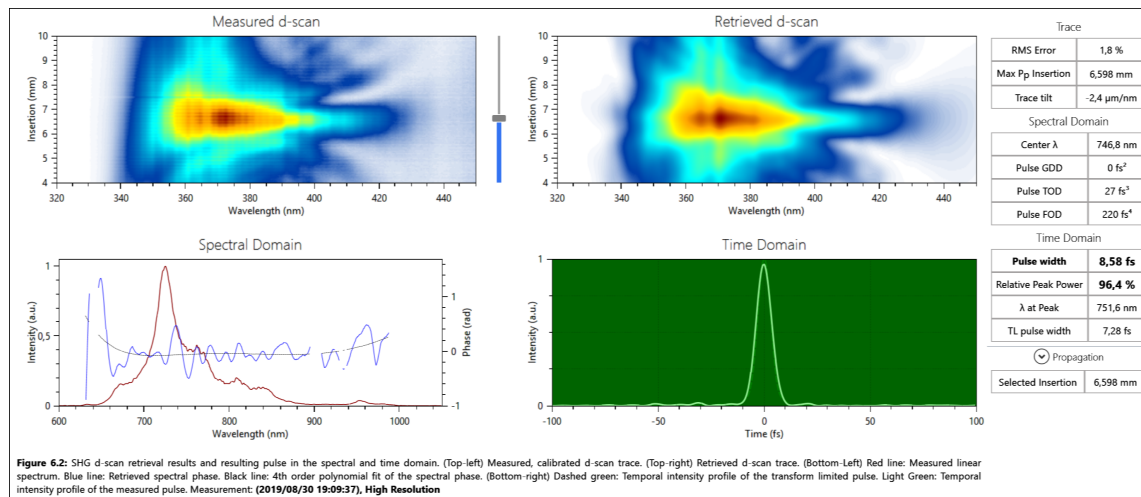 Measured d-scan
Insertion (mm)
10
9
8
7
6
5
4
320 340 360 380 400 420 440
Wavelength (nm)
Retrieved d-scan
Insertion (mm)
10
9
8
7
6
5
4
320 340 360 380 400 420 440
Wavelength (nm)
Trace
RMS Error 1,8 %
Max Pp Insertion 6,598 mm
Trace tilt -2,4 µm/nm
Spectral Domain
Center λ 746,8 nm
Pulse GDD 0 fs²
Pulse TOD 27 fs³
Pulse FOD 220 fs⁴
Time Domain
Pulse width 8,58 fs
Relative Peak Power 96,4 %
λ at Peak 751,6 nm
TL pulse width 7,28 fs
Propagation
Selected Insertion 6,598 mm
Spectral Domain
Intensity (a.u.)
1
0,5
0
600 700 800 900 1000
Wavelength (nm)
Phase (rad)
1
0
-1
Time Domain
Intensity (a.u.)
1
0
-100 -50 0 50 100
Time (fs)
Figure 6.2: SHG d-scan retrieval results and resulting pulse in the spectral and time domain. (Top-left) Measured, calibrated d-scan trace. (Top-right) Retrieved d-scan trace. (Bottom-Left) Red line: Measured linear
spectrum. Blue line: Retrieved spectral phase. Black line: 4th order polynomial fit of the spectral phase. (Bottom-right) Dashed green: Temporal intensity profile of the transform limited pulse. Light Green: Temporal
intensity profile of the measured pulse. Measurement: (2019/08/30 19:09:37), High Resolution